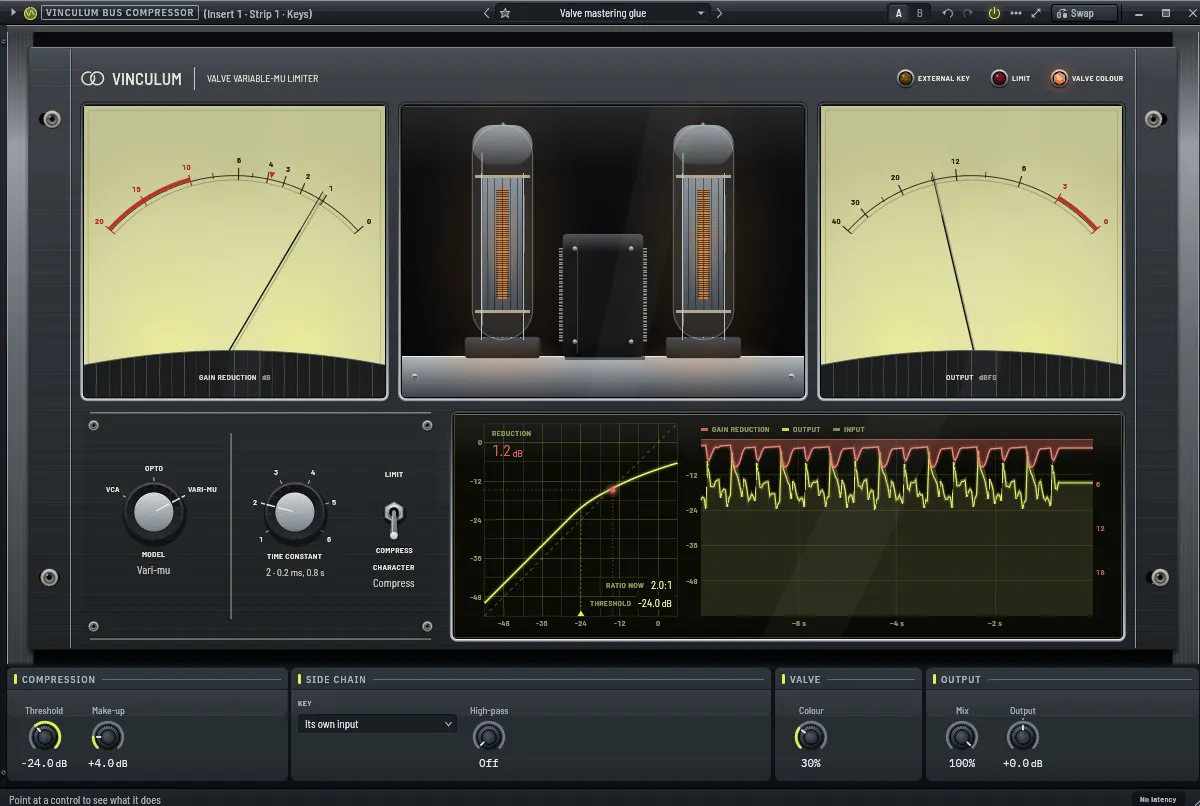 VINCULUM BUS COMPRESSOR (Insert 1 · Strip 1 · Keys)
Valve mastering glue
A B
Swap
VINCULUM
VALVE VARIABLE-MU LIMITER
EXTERNAL KEY
LIMIT
VALVE COLOUR
20 15 10 6 4 3 2 1 0
GAIN REDUCTION dB
40 30 20 12 6 3 0
OUTPUT dBFS
VCA OPTO VARI-MU
MODEL
Vari-mu
1 2 3 4 5 6
TIME CONSTANT
2 · 0.2 ms, 0.8 s
LIMIT
COMPRESS
CHARACTER
Compress
REDUCTION
1.2 dB
0
-12
-24
-36
-48
RATIO NOW 2.0:1
THRESHOLD -24.0 dB
-48 -36 -24 -12 0
GAIN REDUCTION OUTPUT INPUT
-12
-24
-36
-48
6
12
18
-6 s -4 s -2 s
COMPRESSION
Threshold Make-up
-24.0 dB +4.0 dB
SIDE CHAIN
KEY
Its own input
High-pass
Off
VALVE
Colour
30%
OUTPUT
Mix Output
100% +0.0 dB
Point at a control to see what it does
No latency